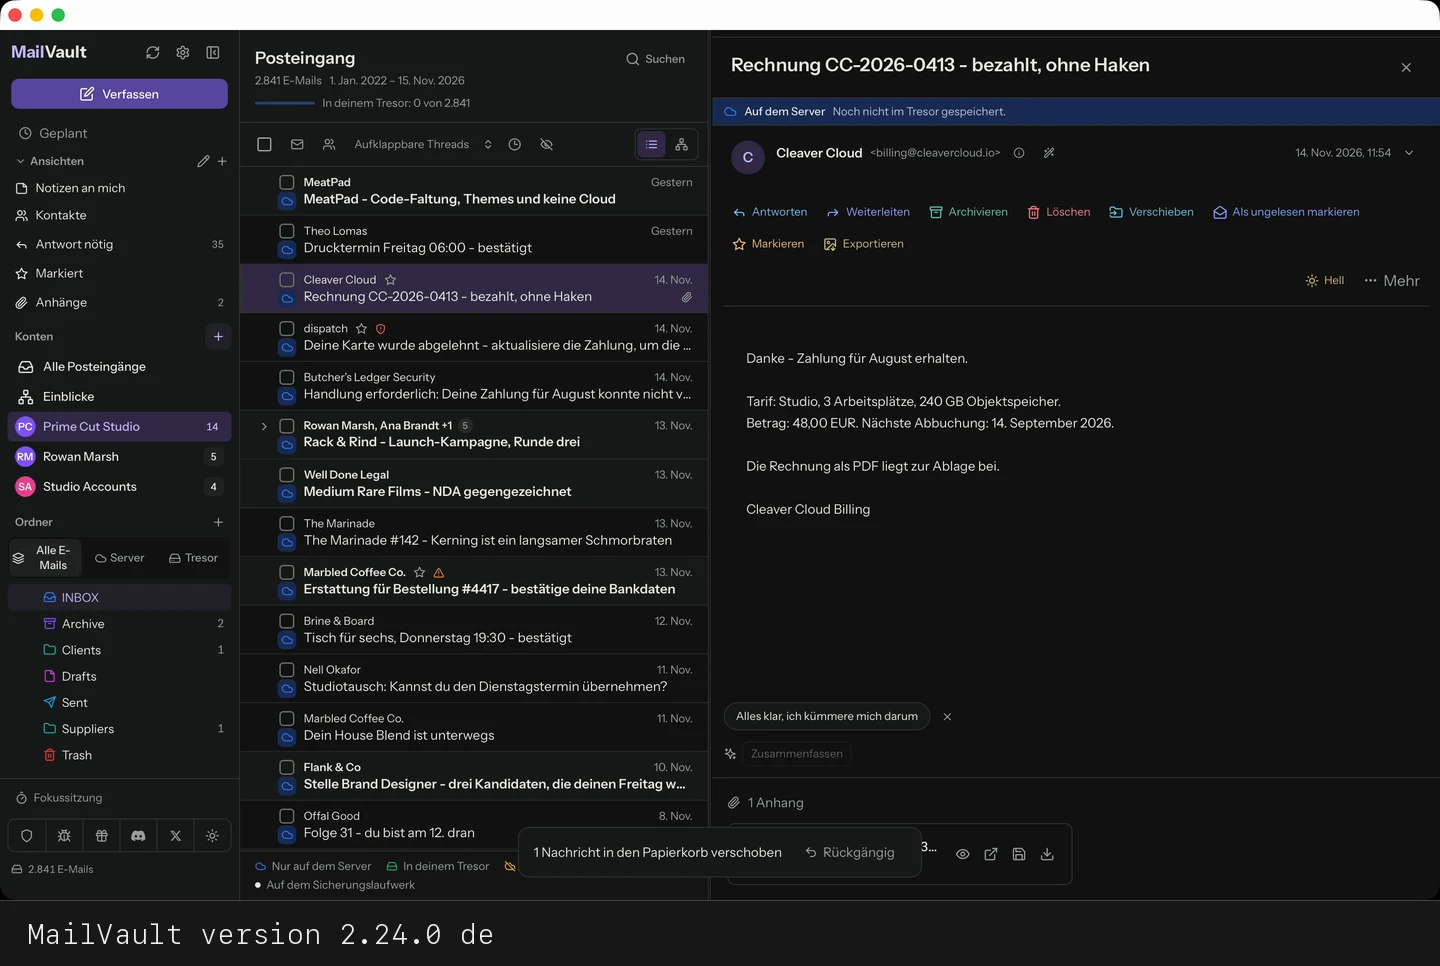 MailVault
Verfassen
Geplant
Ansichten
Notizen an mich
Kontakte
Antwort nötig 35
Markiert
Anhänge 2
Konten
Alle Posteingänge
Einblicke
PC Prime Cut Studio 14
RM Rowan Marsh 5
SA Studio Accounts 4
Ordner
Alle E-Mails
Server
Tresor
INBOX
Archive 2
Clients 1
Drafts
Sent
Suppliers 1
Trash
Fokussitzung
2.841 E-Mails
Posteingang
Suchen
2.841 E-Mails 1. Jan. 2022 – 15. Nov. 2026
In deinem Tresor: 0 von 2.841
Aufklappbare Threads
MeatPad Gestern
MeatPad - Code-Faltung, Themes und keine Cloud
Theo Lomas Gestern
Drucktermin Freitag 06:00 - bestätigt
Cleaver Cloud 14. Nov.
Rechnung CC-2026-0413 - bezahlt, ohne Haken
dispatch 14. Nov.
Deine Karte wurde abgelehnt - aktualisiere die Zahlung, um die ...
Butcher's Ledger Security 14. Nov.
Handlung erforderlich: Deine Zahlung für August konnte nicht v...
Rowan Marsh, Ana Brandt +1 5 13. Nov.
Rack & Rind - Launch-Kampagne, Runde drei
Well Done Legal 13. Nov.
Medium Rare Films - NDA gegengezeichnet
The Marinade 13. Nov.
The Marinade #142 - Kerning ist ein langsamer Schmorbraten
Marbled Coffee Co. 13. Nov.
Erstattung für Bestellung #4417 - bestätige deine Bankdaten
Brine & Board 12. Nov.
Tisch für sechs, Donnerstag 19:30 - bestätigt
Nell Okafor 11. Nov.
Studiotausch: Kannst du den Dienstagstermin übernehmen?
Marbled Coffee Co. 11. Nov.
Dein House Blend ist unterwegs
Flank & Co 10. Nov.
Stelle Brand Designer - drei Kandidaten, die deinen Freitag w...
Offal Good 8. Nov.
Folge 31 - du bist am 12. dran
Nur auf dem Server In deinem Tresor
Auf dem Sicherungslaufwerk
Rechnung CC-2026-0413 - bezahlt, ohne Haken
Auf dem Server Noch nicht im Tresor gespeichert.
C Cleaver Cloud <billing@cleavercloud.io> 14. Nov. 2026, 11:54
Antworten Weiterleiten Archivieren Löschen Verschieben Als ungelesen markieren
Markieren Exportieren
Hell Mehr
Danke - Zahlung für August erhalten.
Tarif: Studio, 3 Arbeitsplätze, 240 GB Objektspeicher.
Betrag: 48,00 EUR. Nächste Abbuchung: 14. September 2026.
Die Rechnung als PDF liegt zur Ablage bei.
Cleaver Cloud Billing
Alles klar, ich kümmere mich darum
Zusammenfassen
1 Anhang
3...
1 Nachricht in den Papierkorb verschoben Rückgängig
MailVault version 2.24.0 de